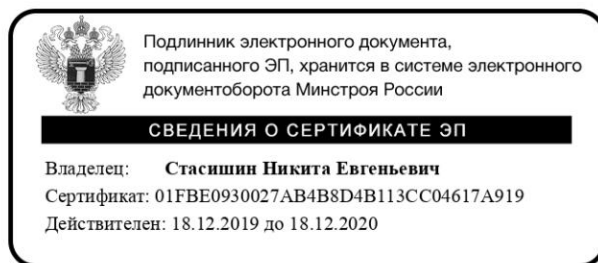 Подлинник электронного документа,
подписанного ЭП, хранится в системе электронного
документооборота Минстроя России
СВЕДЕНИЯ О СЕРТИФИКАТЕ ЭП
Владелец: Стасишин Никита Евгеньевич
Сертификат: 01FBE0930027AB4B8D4B113CC04617A919
Действителен: 18.12.2019 до 18.12.2020